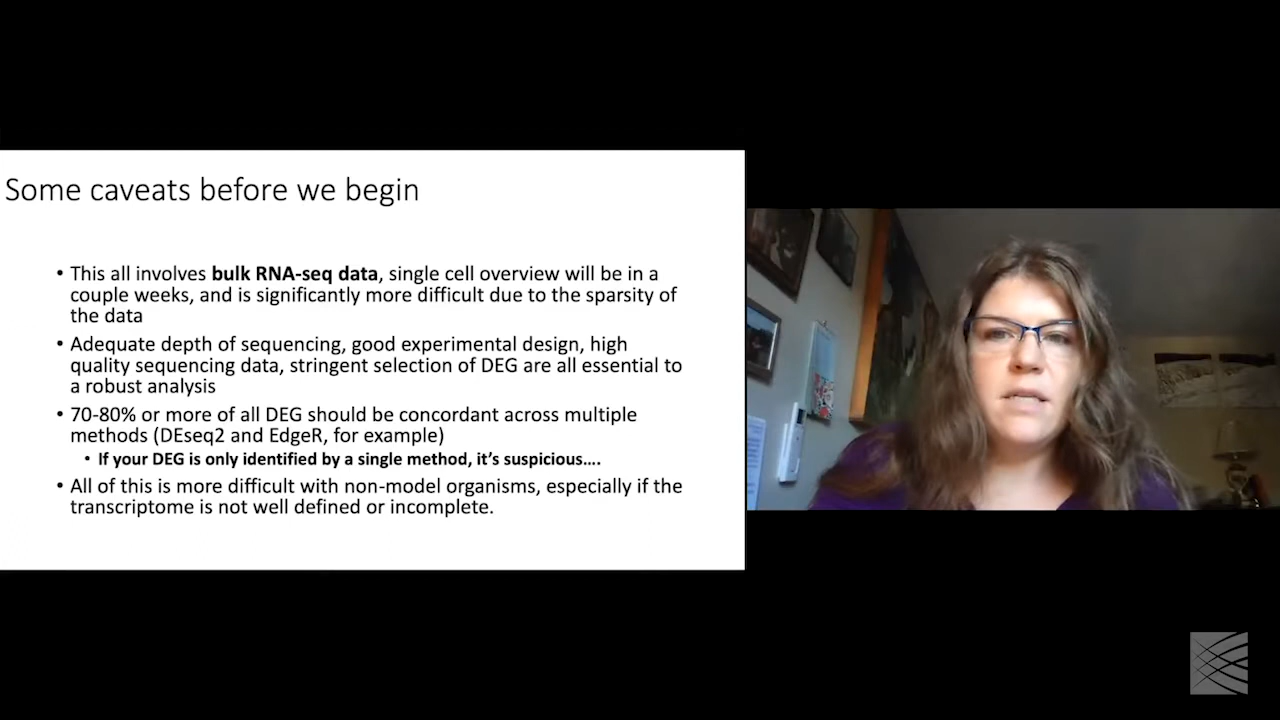 Some caveats before we begin
• This all involves bulk RNA-seq data, single cell overview will be in a
couple weeks, and is significantly more difficult due to the sparsity of
the data
• Adequate depth of sequencing, good experimental design, high
quality sequencing data, stringent selection of DEG are all essential to
a robust analysis
• 70-80% or more of all DEG should be concordant across multiple
methods (DEseq2 and EdgeR, for example)
• If your DEG is only identified by a single method, it's suspicious….
• All of this is more difficult with non-model organisms, especially if the
transcriptome is not well defined or incomplete.